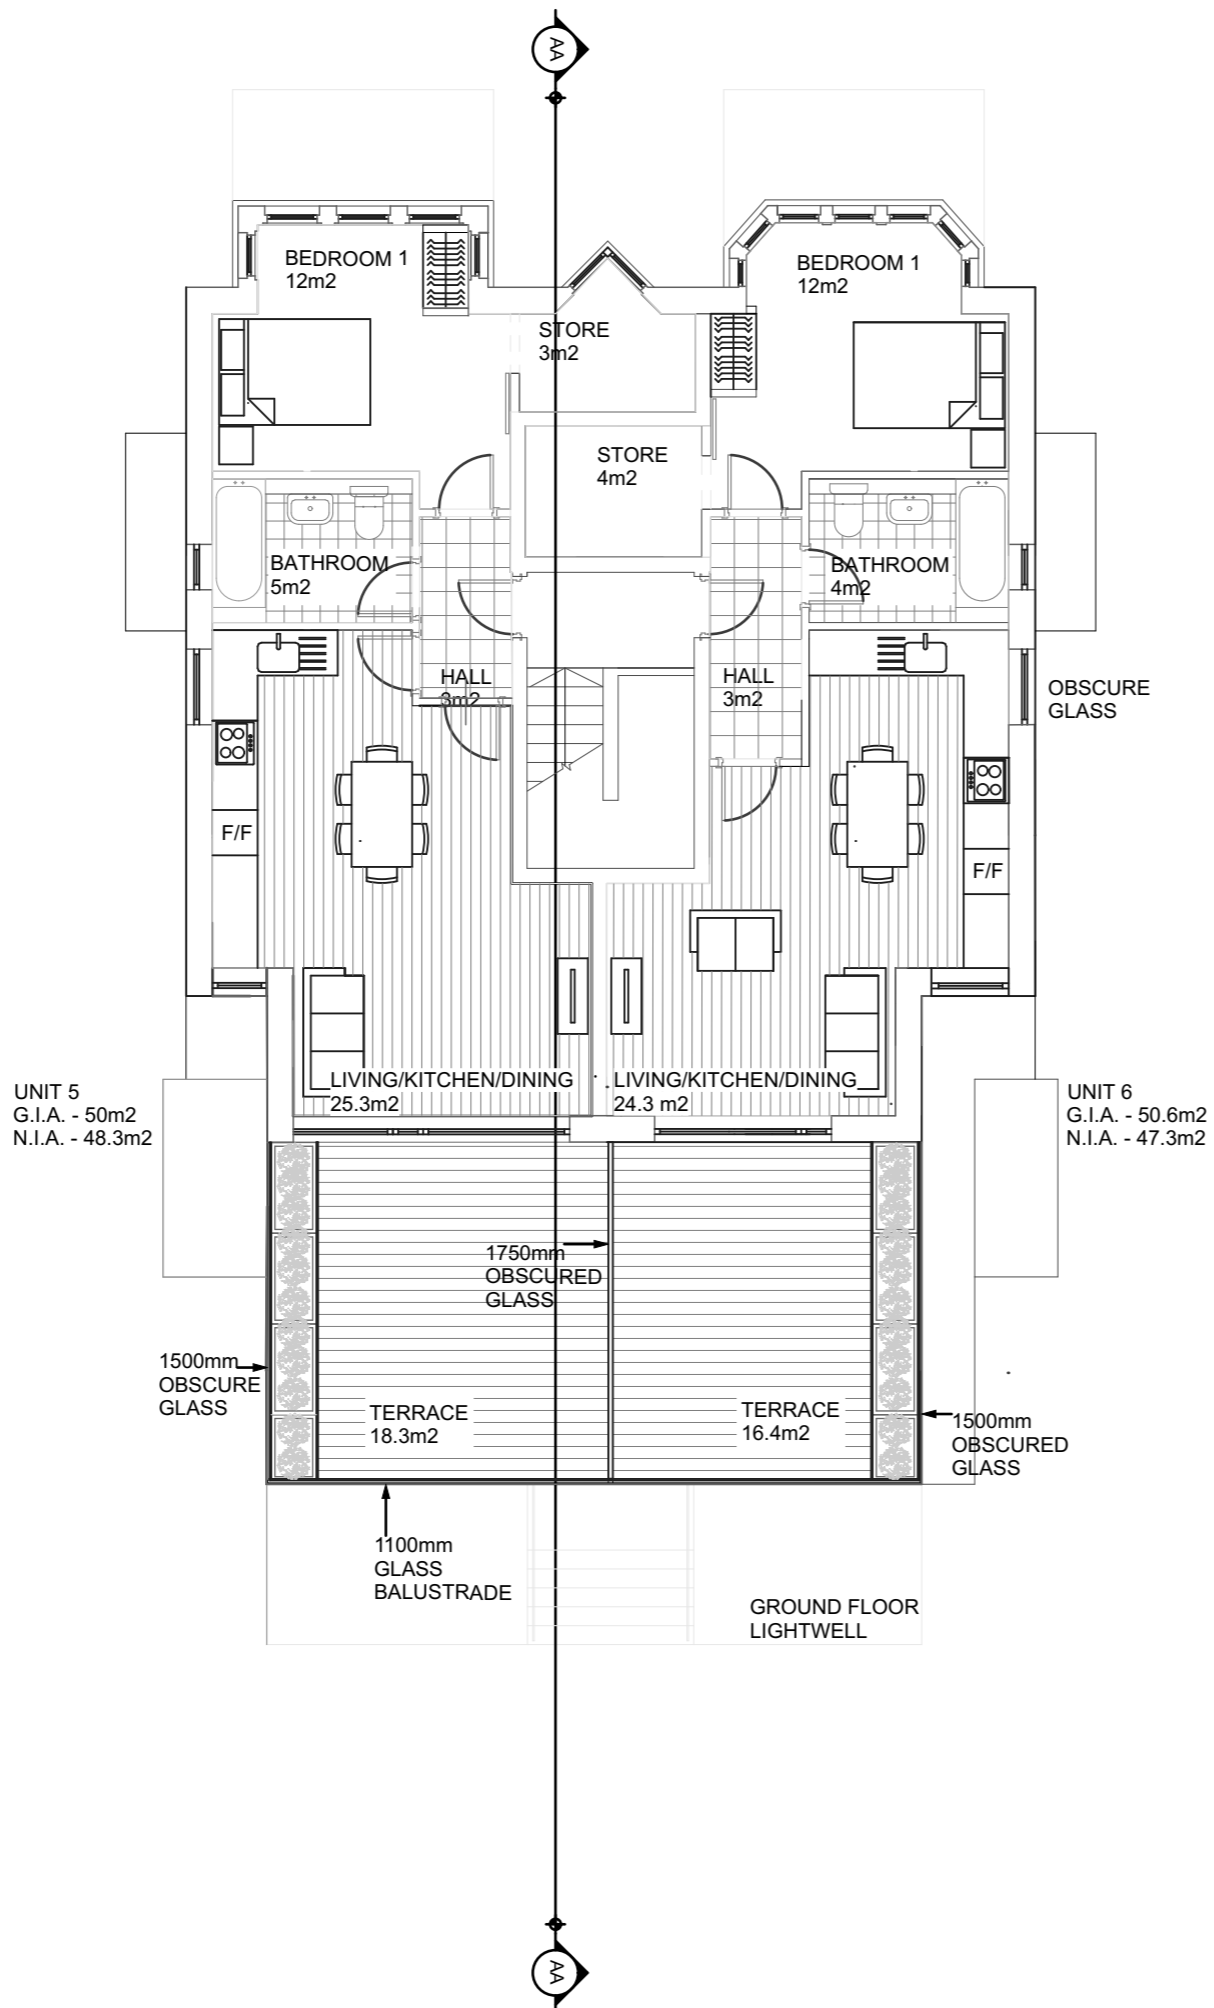 AA
BEDROOM 1
12m2
BEDROOM 1
12m2
STORE
3m2
STORE
4m2
BATHROOM
5m2
BATHROOM
4m2
HALL
3m2
HALL
3m2
OBSCURE
GLASS
F/F
F/F
LIVING/KITCHEN/DINING
25.3m2
LIVING/KITCHEN/DINING
24.3 m2
UNIT 5
G.I.A. - 50m2
N.I.A. - 48.3m2
UNIT 6
G.I.A. - 50.6m2
N.I.A. - 47.3m2
1750mm
OBSCURED
GLASS
1500mm
OBSCURE
GLASS
TERRACE
18.3m2
TERRACE
16.4m2
1500mm
OBSCURED
GLASS
1100mm
GLASS
BALUSTRADE
GROUND FLOOR
LIGHTWELL
AA